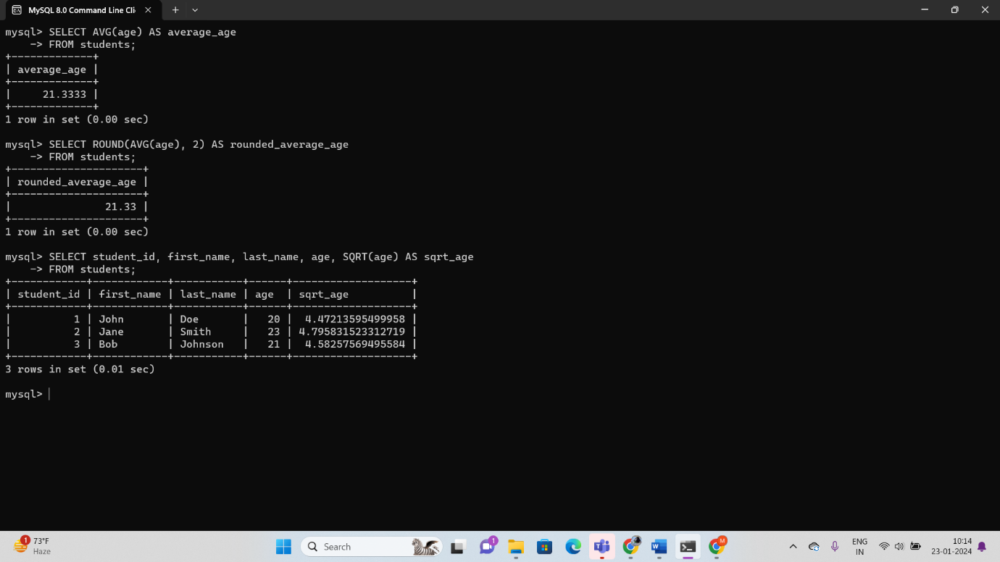 MySQL 8.0 Command Line Cli
mysql> SELECT AVG(age) AS average_age
    -> FROM students;
+-------------+
| average_age |
+-------------+
|     21.3333 |
+-------------+
1 row in set (0.00 sec)
mysql> SELECT ROUND(AVG(age), 2) AS rounded_average_age
    -> FROM students;
+---------------------+
| rounded_average_age |
+---------------------+
|               21.33 |
+---------------------+
1 row in set (0.00 sec)
mysql> SELECT student_id, first_name, last_name, age, SQRT(age) AS sqrt_age
    -> FROM students;
+------------+------------+-----------+------+-------------------+
| student_id | first_name | last_name | age  | sqrt_age          |
+------------+------------+-----------+------+-------------------+
|          1 | John       | Doe       |   20 |  4.47213595499958 |
|          2 | Jane       | Smith     |   23 | 4.795831523312719 |
|          3 | Bob        | Johnson   |   21 |  4.58257569495584 |
+------------+------------+-----------+------+-------------------+
3 rows in set (0.01 sec)
mysql>
1
73°F
Haze
Search
1
M
ENG
IN
10:14
23-01-2024